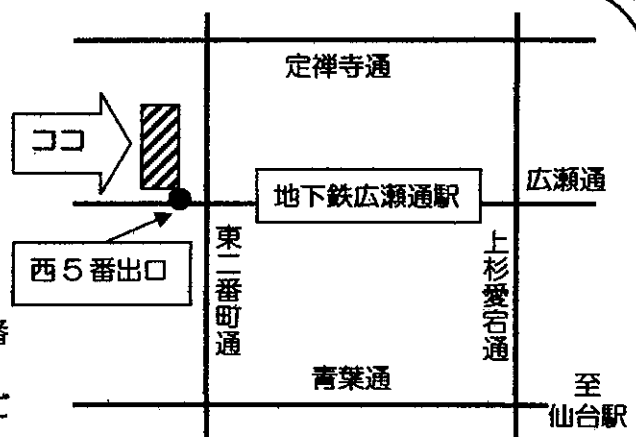 定禅寺通
ココ
地下鉄広瀬通駅
広瀬通
西5番出口
東二番町通
上杉愛宕通
番
青葉通
至
仙台駅